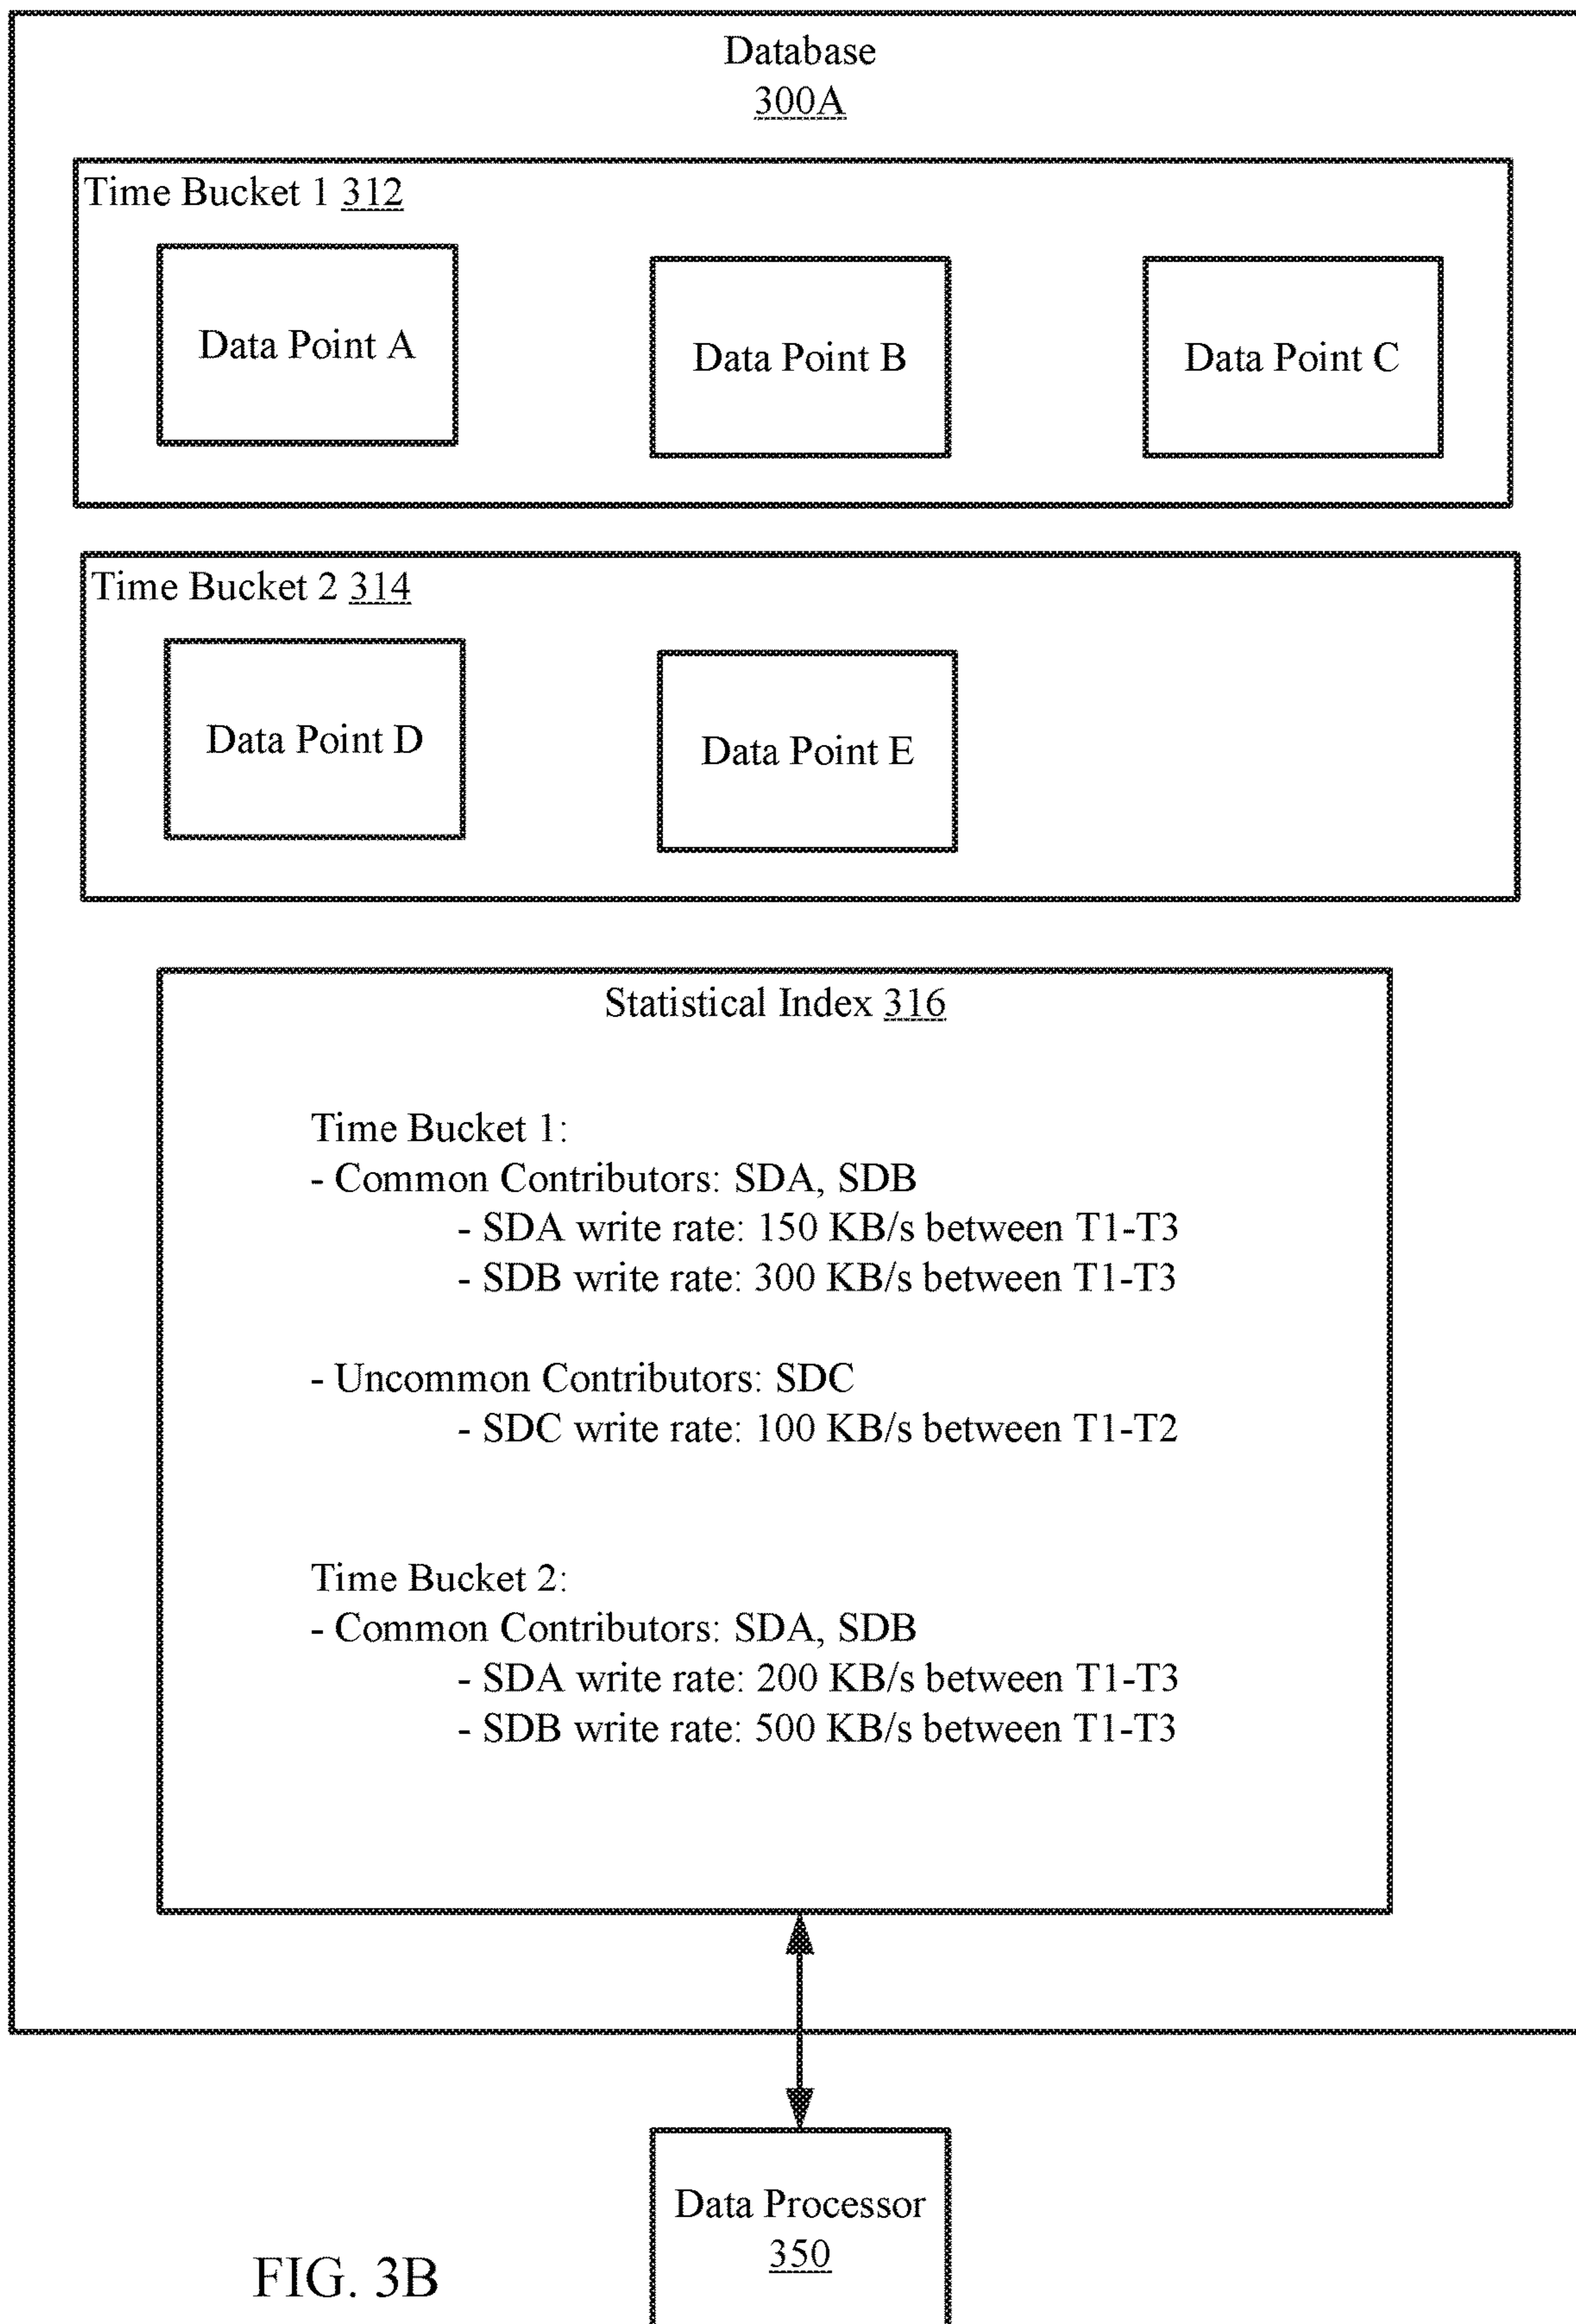 Database
300A
Time Bucket 1 312
Data Point A
Data Point B
Data Point C
Time Bucket 2 314
Data Point D
Data Point E
Statistical Index 316
Time Bucket 1:
- Common Contributors: SDA, SDB
- SDA write rate: 150 KB/s between T1-T3
- SDB write rate: 300 KB/s between T1-T3
- Uncommon Contributors: SDC
- SDC write rate: 100 KB/s between T1-T2
Time Bucket 2:
- Common Contributors: SDA, SDB
- SDA write rate: 200 KB/s between T1-T3
- SDB write rate: 500 KB/s between T1-T3
Data Processor
350
FIG. 3B